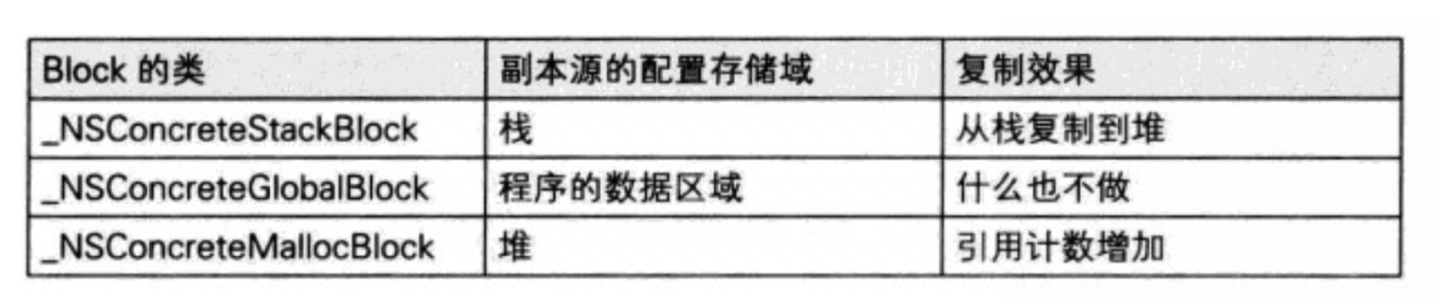 Block 的类 副本源的配置存储域 复制效果
_NSConcreteStackBlock 栈 从栈复制到堆
_NSConcreteGlobalBlock 程序的数据区域 什么也不做
_NSConcreteMallocBlock 堆 引用计数增加